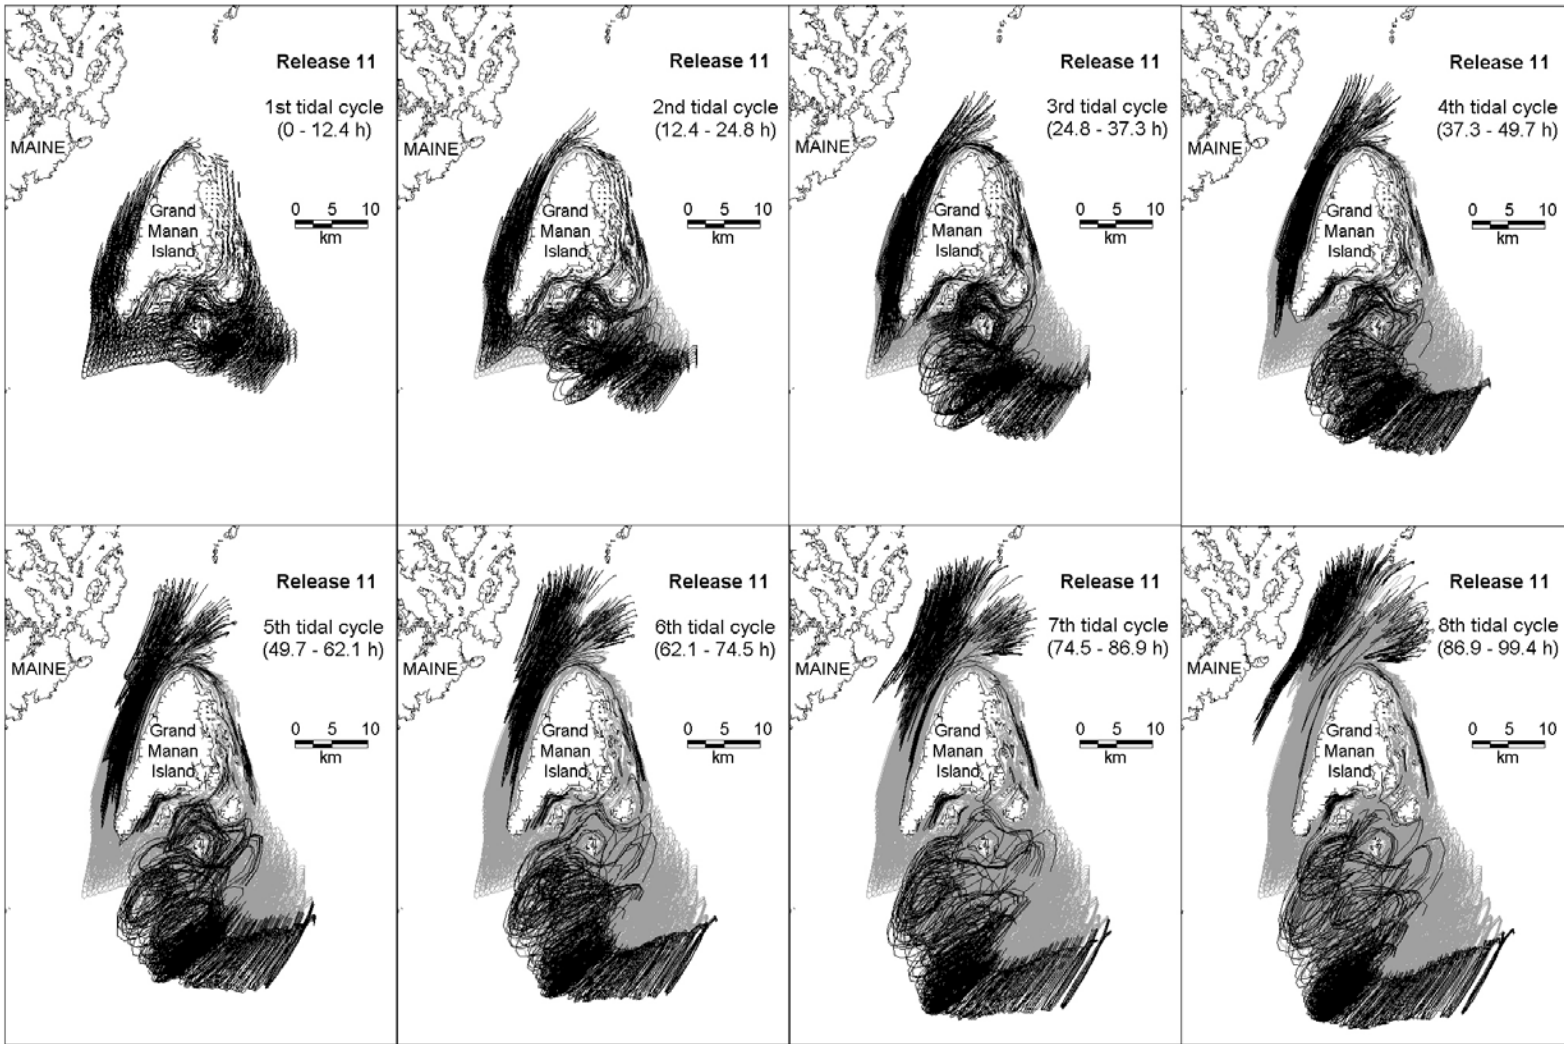 Release 11
1st tidal cycle
(0 - 12.4 h)
MAINE
Grand
Manan
Island
0 5 10
km
Release 11
2nd tidal cycle
(12.4 - 24.8 h)
MAINE
Grand
Manan
Island
0 5 10
km
Release 11
3rd tidal cycle
(24.8 - 37.3 h)
MAINE
Grand
Manan
Island
0 5 10
km
Release 11
4th tidal cycle
(37.3 - 49.7 h)
MAINE
Grand
Manan
Island
0 5 10
km
Release 11
5th tidal cycle
(49.7 - 62.1 h)
MAINE
Grand
Manan
Island
0 5 10
km
Release 11
6th tidal cycle
(62.1 - 74.5 h)
MAINE
Grand
Manan
Island
0 5 10
km
Release 11
7th tidal cycle
(74.5 - 86.9 h)
MAINE
Grand
Manan
Island
0 5 10
km
Release 11
8th tidal cycle
(86.9 - 99.4 h)
MAINE
Grand
Manan
Island
0 5 10
km